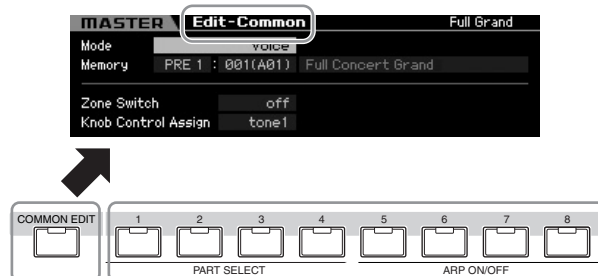 MASTER Edit-Common Full Grand
Mode Voice
Memory PRE 1 : 001(A01) Full Concert Grand
Zone Switch off
Knob Control Assign tone1
COMMON EDIT 1 2 3 4 5 6 7 8
PART SELECT ARP ON/OFF